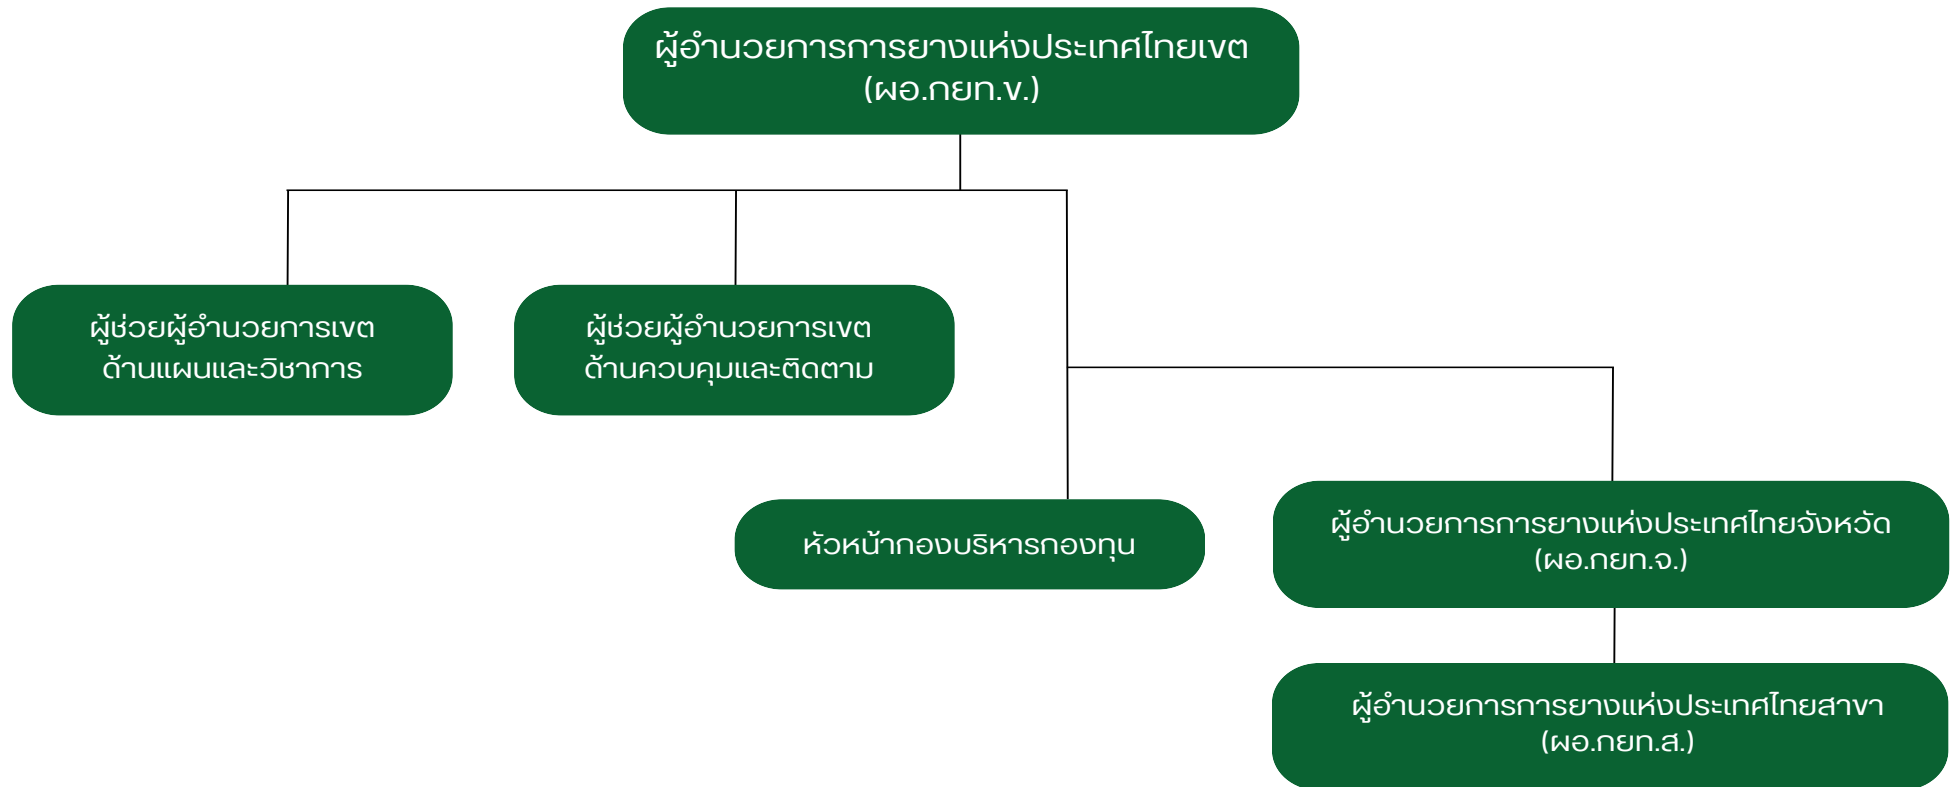 ผู้อำนวยการการยางแห่งประเทศไทยเขต
(ผอ.กยท.ข.)
ผู้ช่วยผู้อำนวยการเขต
ด้านแผนและวิชาการ
ผู้ช่วยผู้อำนวยการเขต
ด้านควบคุมและติดตาม
หัวหน้ากองบริหารกองทุน
ผู้อำนวยการการยางแห่งประเทศไทยจังหวัด
(ผอ.กยท.จ.)
ผู้อำนวยการการยางแห่งประเทศไทยสาขา
(ผอ.กยท.ส.)